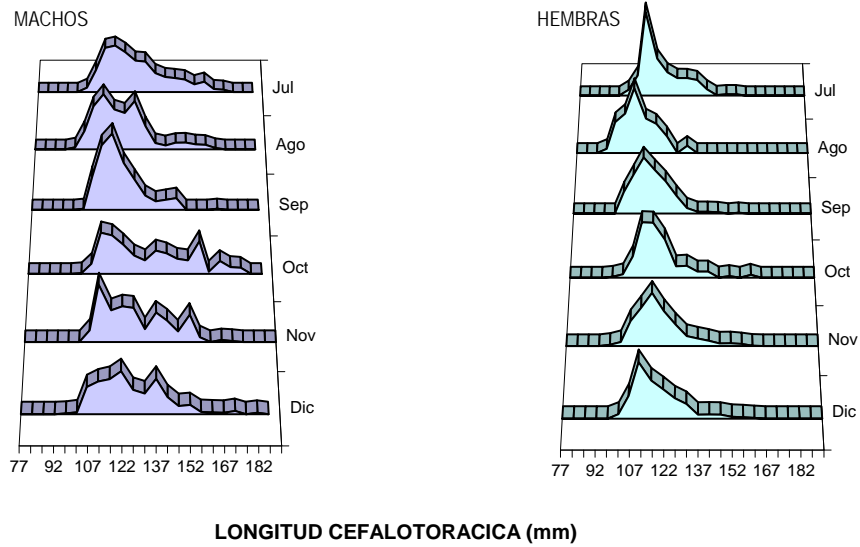 MACHOS
HEMBRAS
Jul
Ago
Sep
Oct
Nov
Dic
77 92 107 122 137 152 167 182
Jul
Ago
Sep
Oct
Nov
Dic
77 92 107 122 137 152 167 182
LONGITUD CEFALOTORACICA (mm)